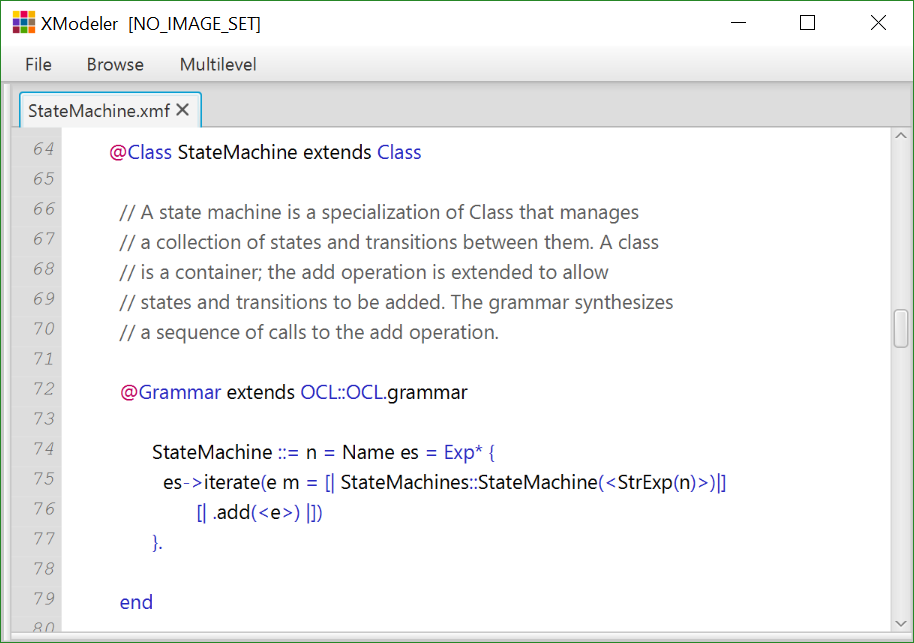 XModeler [NO_IMAGE_SET]
File Browse Multilevel
StateMachine.xmf
64 @Class StateMachine extends Class
65
66 // A state machine is a specialization of Class that manages
67 // a collection of states and transitions between them. A class
68 // is a container; the add operation is extended to allow
69 // states and transitions to be added. The grammar synthesizes
70 // a sequence of calls to the add operation.
71
72 @Grammar extends OCL::OCL.grammar
73
74 StateMachine ::= n = Name es = Exp* {
75 es->iterate(e m = [| StateMachines::StateMachine(<StrExp(n)>)|]
76 [| .add(<e>) |])
77 }.
78
79 end
80